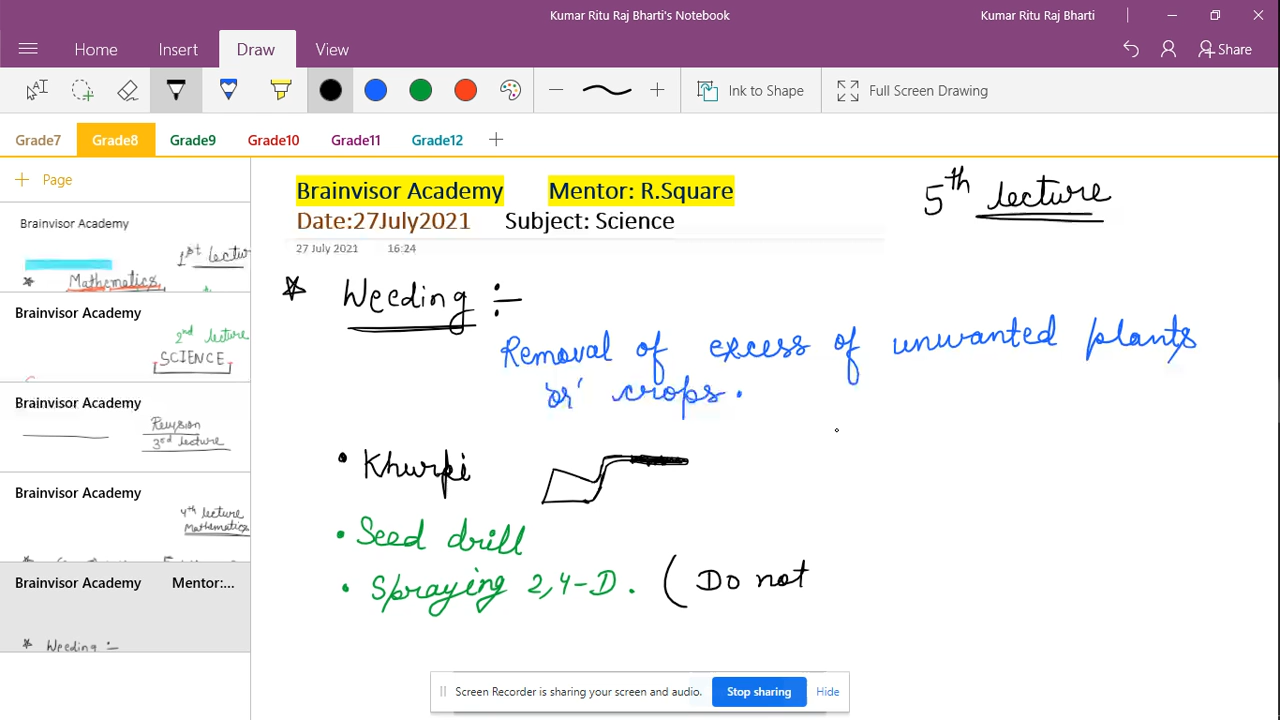 Kumar Ritu Raj Bharti's Notebook
Kumar Ritu Raj Bharti
Home Insert Draw View
Share
Ink to Shape
Full Screen Drawing
Grade7 Grade8 Grade9 Grade10 Grade11 Grade12
Page
Brainvisor Academy
1st lectur
Mathematics
Brainvisor Academy
2nd lecture
SCIENCE
Brainvisor Academy
Revision
3rd lecture
Brainvisor Academy
4th lecture
Mathematics
Brainvisor Academy Mentor:...
Weeding :-
Brainvisor Academy Mentor: R.Square
Date:27July2021 Subject: Science
27 July 2021 16:24
5th lecture
Weeding :-
Removal of excess of unwanted plants
'or' crops.
• Khurpi
• Seed drill
• Spraying 2,4-D. (Do not
Screen Recorder is sharing your screen and audio. Stop sharing Hide